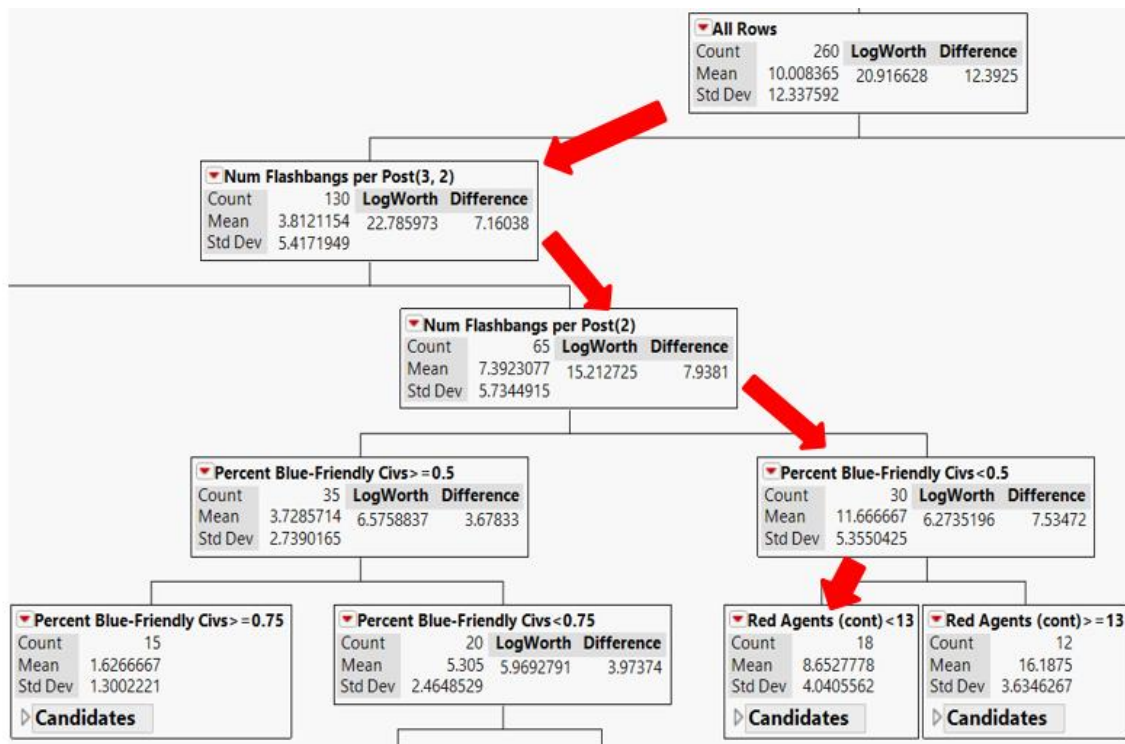 All Rows
Count 260 LogWorth Difference
Mean 10.008365 20.916628 12.3925
Std Dev 12.337592
Num Flashbangs per Post(3, 2)
Count 130 LogWorth Difference
Mean 3.8121154 22.785973 7.16038
Std Dev 5.4171949
Num Flashbangs per Post(2)
Count 65 LogWorth Difference
Mean 7.3923077 15.212725 7.9381
Std Dev 5.7344915
Percent Blue-Friendly Civs>=0.5
Count 35 LogWorth Difference
Mean 3.7285714 6.5758837 3.67833
Std Dev 2.7390165
Percent Blue-Friendly Civs<0.5
Count 30 LogWorth Difference
Mean 11.666667 6.2735196 7.53472
Std Dev 5.3550425
Percent Blue-Friendly Civs>=0.75
Count 15
Mean 1.6266667
Std Dev 1.3002221
Candidates
Percent Blue-Friendly Civs<0.75
Count 20 LogWorth Difference
Mean 5.305 5.9692791 3.97374
Std Dev 2.4648529
Red Agents (cont)<13
Count 18
Mean 8.6527778
Std Dev 4.0405562
Candidates
Red Agents (cont)>=13
Count 12
Mean 16.1875
Std Dev 3.6346267
Candidates